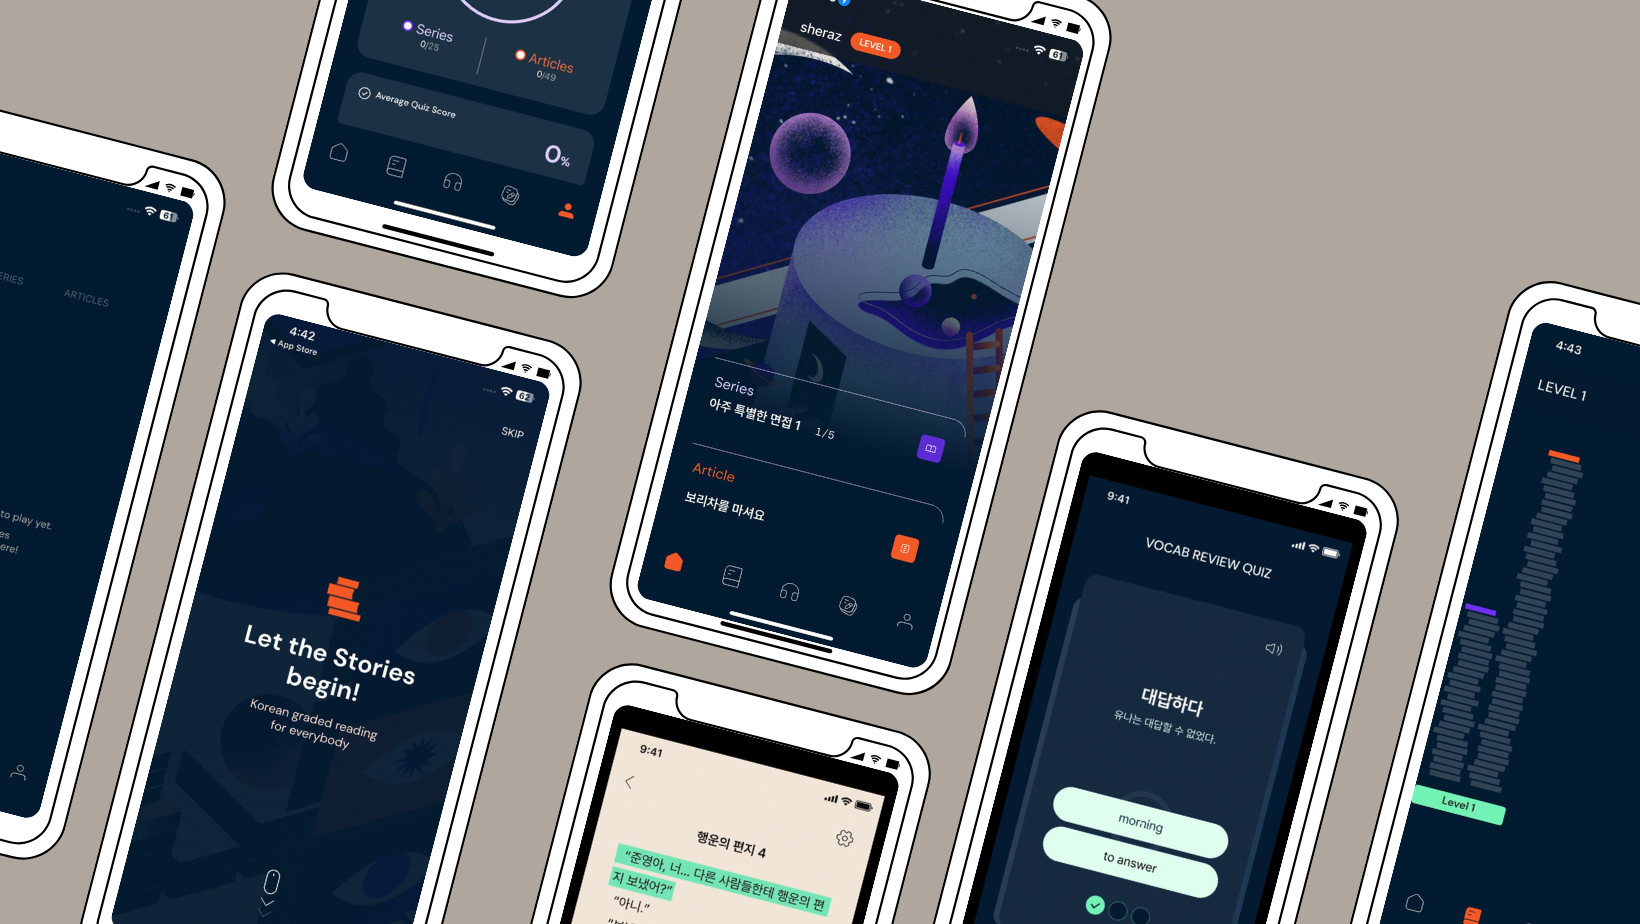 61
ERIES
ARTICLES
to play yet.
es
ere!
Series
0/25
Articles
0/49
Average Quiz Score
0%
4:42
◀ App Store
62
SKIP
Let the Stories
begin!
Korean graded reading
for everybody
sheraz
LEVEL 1
61
Series
아주 특별한 면접 1 1/5
Article
보리차를 마셔요
9:41
행운의 편지 4
“준영아, 너... 다른 사람들한테 행운의 편
지 보냈어?”
“아니.”
9:41
VOCAB REVIEW QUIZ
대답하다
유나는 대답할 수 없었다.
morning
to answer
4:43
LEVEL 1
Level 1